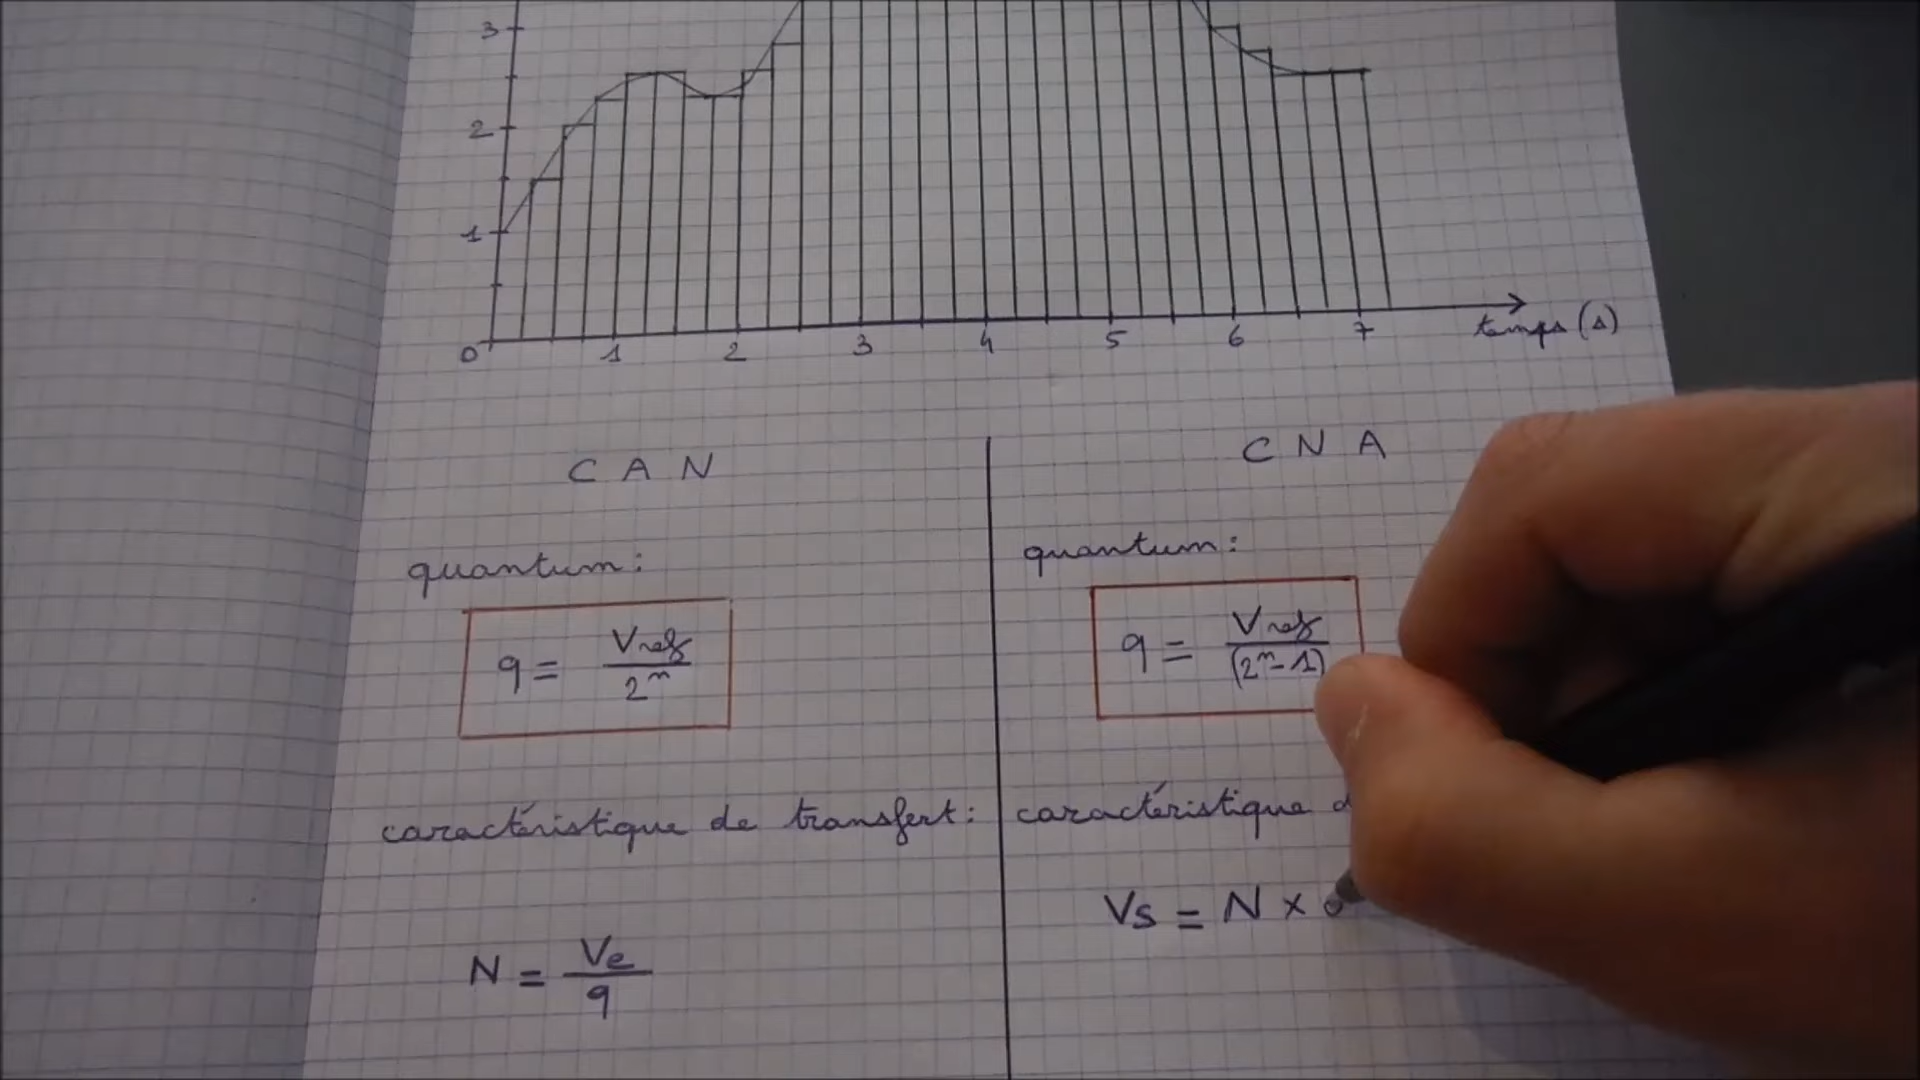 3
2
1
0 1 2 3 4 5 6 7 temps (s)
CAN
quantum :
q = Vref / 2^n
caractéristique de transfert :
N = Ve / q
CNA
quantum :
q = Vref / (2^n - 1)
caractéristique d
Vs = N ×